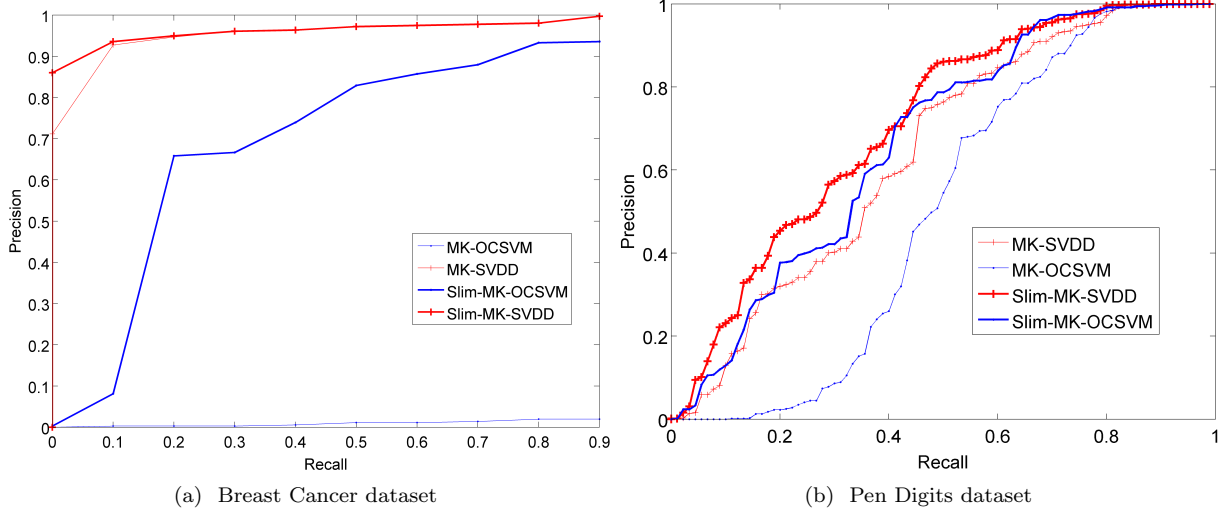 1
0.9
0.8
0.7
0.6
0.5
0.4
0.3
0.2
0.1
0
Precision
0 0.1 0.2 0.3 0.4 0.5 0.6 0.7 0.8 0.9
Recall
MK-OCSVM
MK-SVDD
Slim-MK-OCSVM
Slim-MK-SVDD
(a) Breast Cancer dataset
1
0.8
0.6
0.4
0.2
0
Precision
0 0.2 0.4 0.6 0.8 1
Recall
MK-SVDD
MK-OCSVM
Slim-MK-SVDD
Slim-MK-OCSVM
(b) Pen Digits dataset